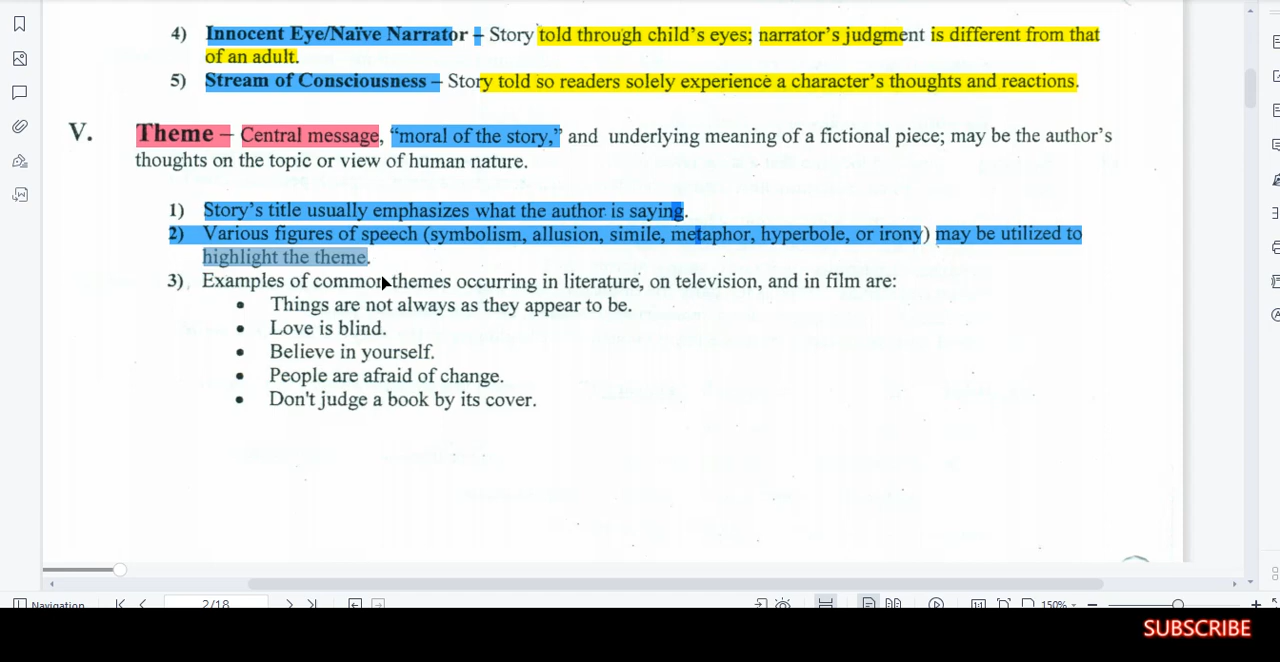 4) Innocent Eye/Naïve Narrator – Story told through child's eyes; narrator's judgment is different from that
of an adult.
5) Stream of Consciousness – Story told so readers solely experience a character's thoughts and reactions.
V. Theme – Central message, “moral of the story,” and underlying meaning of a fictional piece; may be the author's
thoughts on the topic or view of human nature.
1) Story's title usually emphasizes what the author is saying.
2) Various figures of speech (symbolism, allusion, simile, metaphor, hyperbole, or irony) may be utilized to
highlight the theme.
3) Examples of common themes occurring in literature, on television, and in film are:
• Things are not always as they appear to be.
• Love is blind.
• Believe in yourself.
• People are afraid of change.
• Don't judge a book by its cover.
Navigation 2/18 150%
SUBSCRIBE